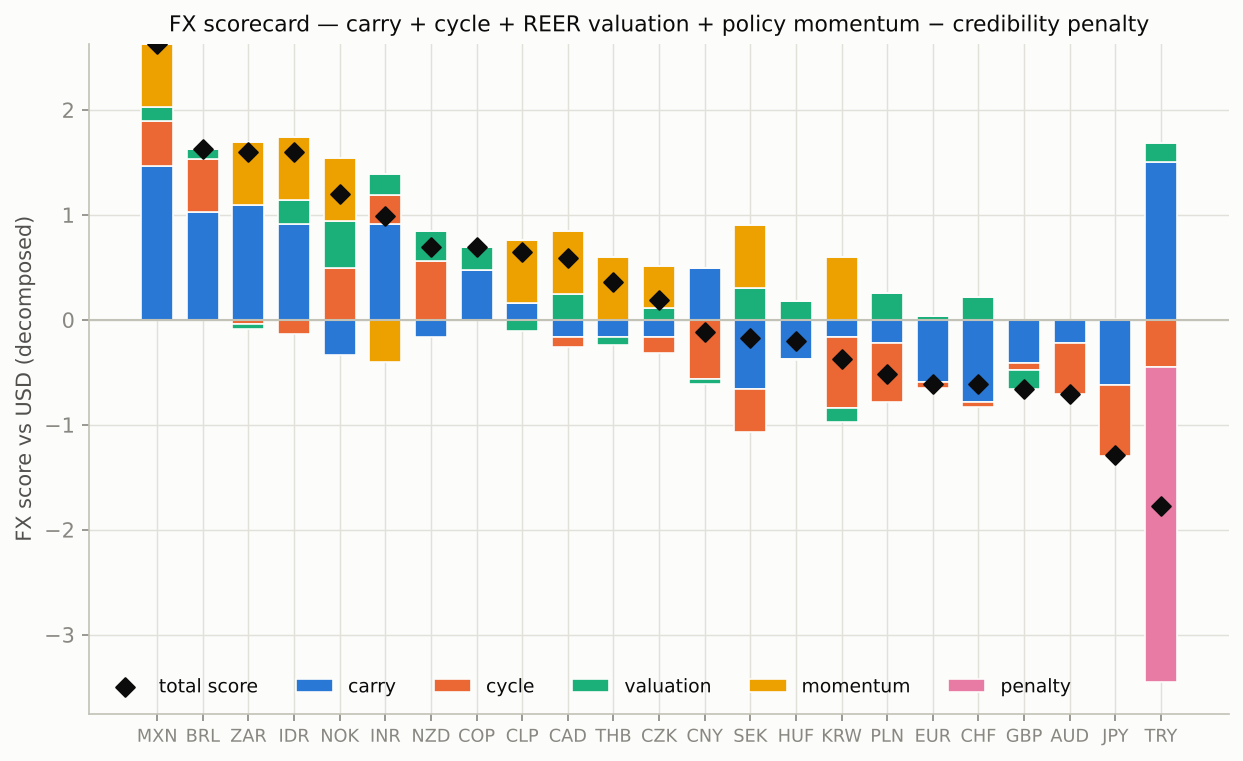 FX scorecard — carry + cycle + REER valuation + policy momentum − credibility penalty
FX score vs USD (decomposed)
2
1
0
−1
−2
−3
total score carry cycle valuation momentum penalty
MXN BRL ZAR IDR NOK INR NZD COP CLP CAD THB CZK CNY SEK HUF KRW PLN EUR CHF GBP AUD JPY TRY